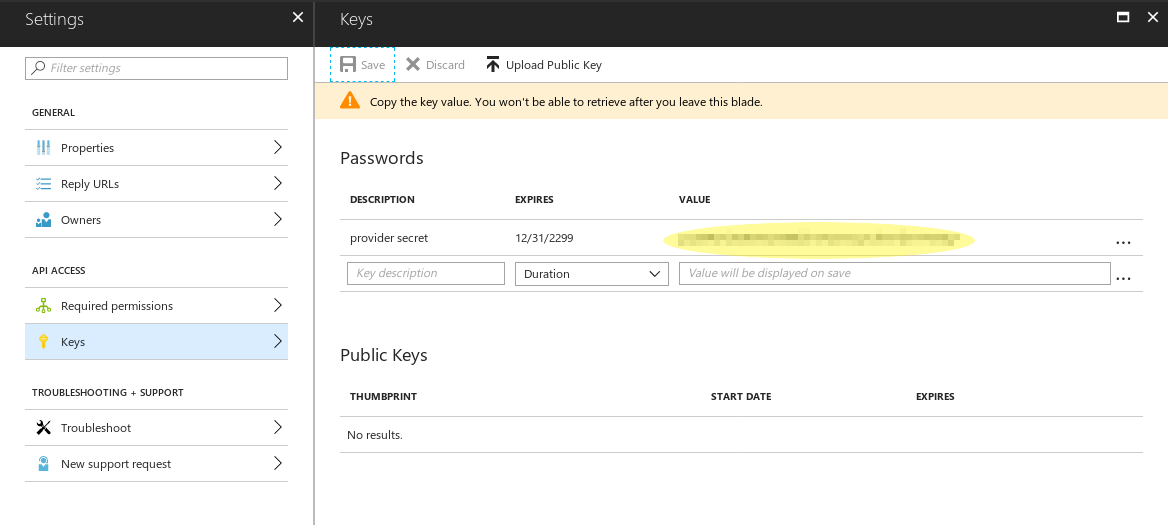 Settings
Keys
Filter settings
Save
Discard
Upload Public Key
Copy the key value. You won't be able to retrieve after you leave this blade.
GENERAL
Properties
Reply URLs
Owners
API ACCESS
Required permissions
Keys
TROUBLESHOOTING + SUPPORT
Troubleshoot
New support request
Passwords
DESCRIPTION EXPIRES VALUE
provider secret 12/31/2299 ...
Key description Duration Value will be displayed on save ...
Public Keys
THUMBPRINT START DATE EXPIRES
No results.